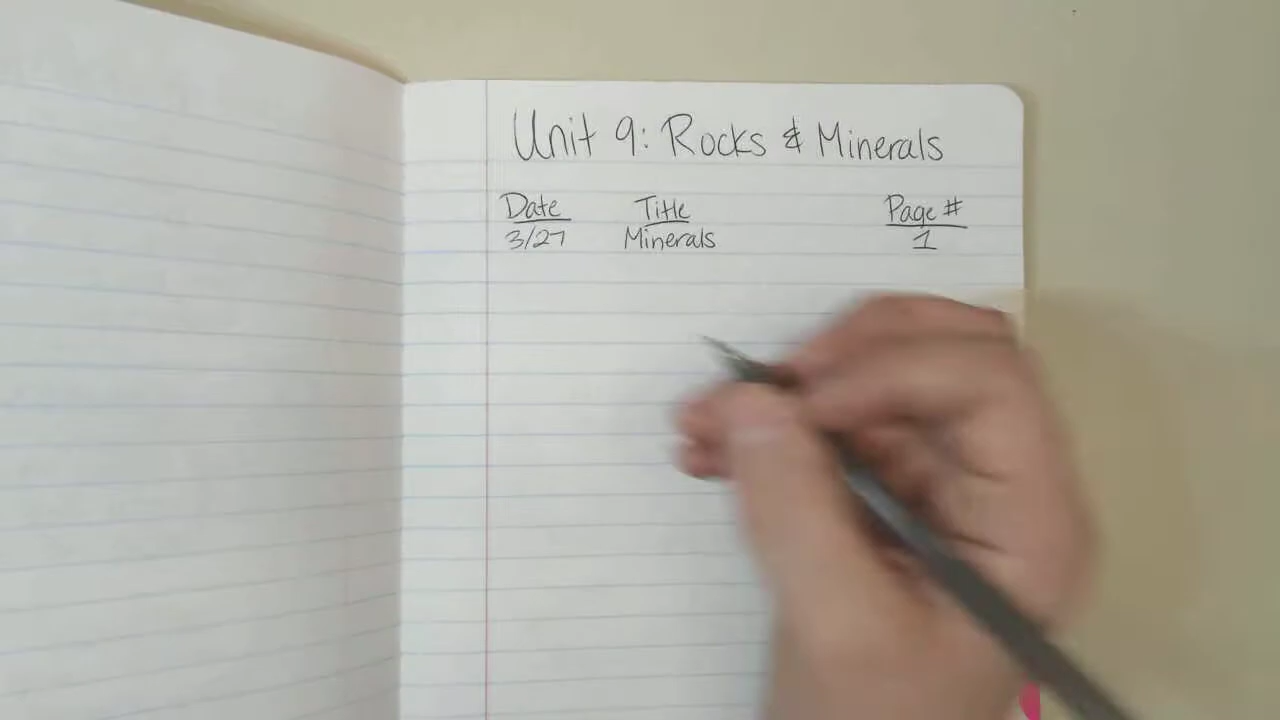 Unit 9: Rocks & Minerals
Date Title Page #
3/27 Minerals 1